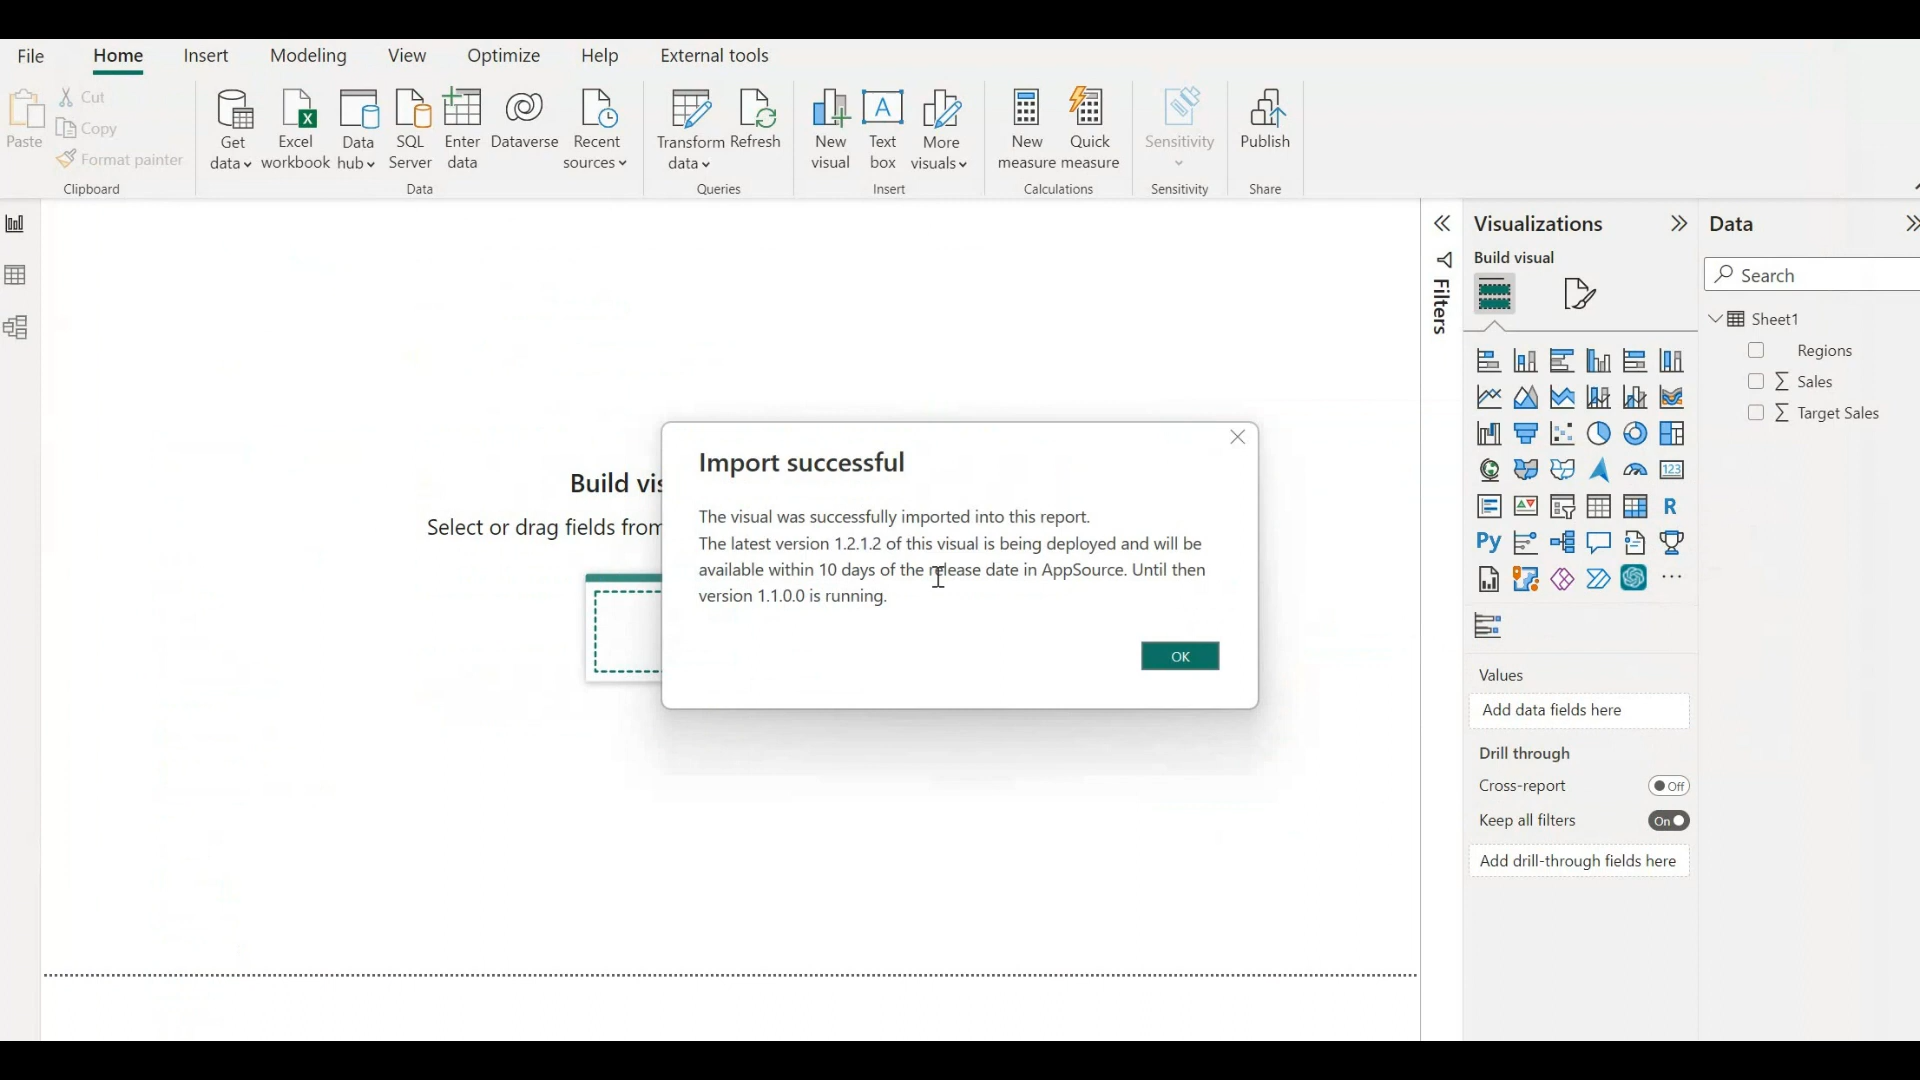 File Home Insert Modeling View Optimize Help External tools
Paste
Cut
Copy
Format painter
Clipboard
Get data
Excel workbook
Data hub
SQL Server
Enter data
Dataverse
Recent sources
Data
Transform data
Refresh
Queries
New visual
A
Text box
More visuals
Insert
New measure
Quick measure
Calculations
Sensitivity
Sensitivity
Publish
Share
Filters
Visualizations
Build visual
123
R
Py
Values
Add data fields here
Drill through
Cross-report
Off
Keep all filters
On
Add drill-through fields here
Data
Search
Sheet1
Regions
Σ Sales
Σ Target Sales
Build vis
Select or drag fields from
Import successful
The visual was successfully imported into this report.
The latest version 1.2.1.2 of this visual is being deployed and will be
available within 10 days of the release date in AppSource. Until then
version 1.1.0.0 is running.
OK